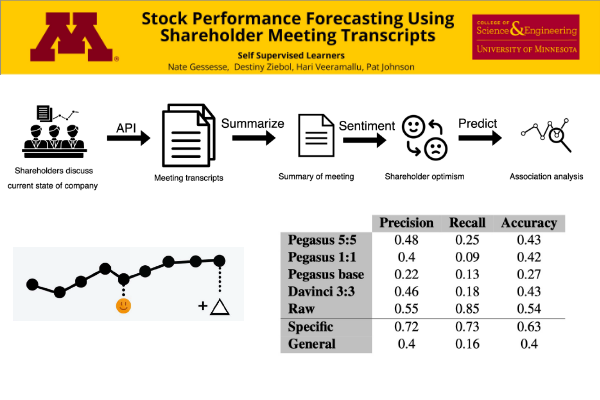 Stock Performance Forecasting Using
Shareholder Meeting Transcripts
Self Supervised Learners
Nate Gessesse, Destiny Ziebol, Hari Veeramallu, Pat Johnson
M
COLLEGE OF
Science & Engineering
UNIVERSITY OF MINNESOTA
API
Summarize
Sentiment
Predict
Shareholders discuss
current state of company
Meeting transcripts
Summary of meeting
Shareholder optimism
Association analysis
Precision Recall Accuracy
Pegasus 5:5 0.48 0.25 0.43
Pegasus 1:1 0.4 0.09 0.42
Pegasus base 0.22 0.13 0.27
Davinci 3:3 0.46 0.18 0.43
Raw 0.55 0.85 0.54
Specific 0.72 0.73 0.63
General 0.4 0.16 0.4
+